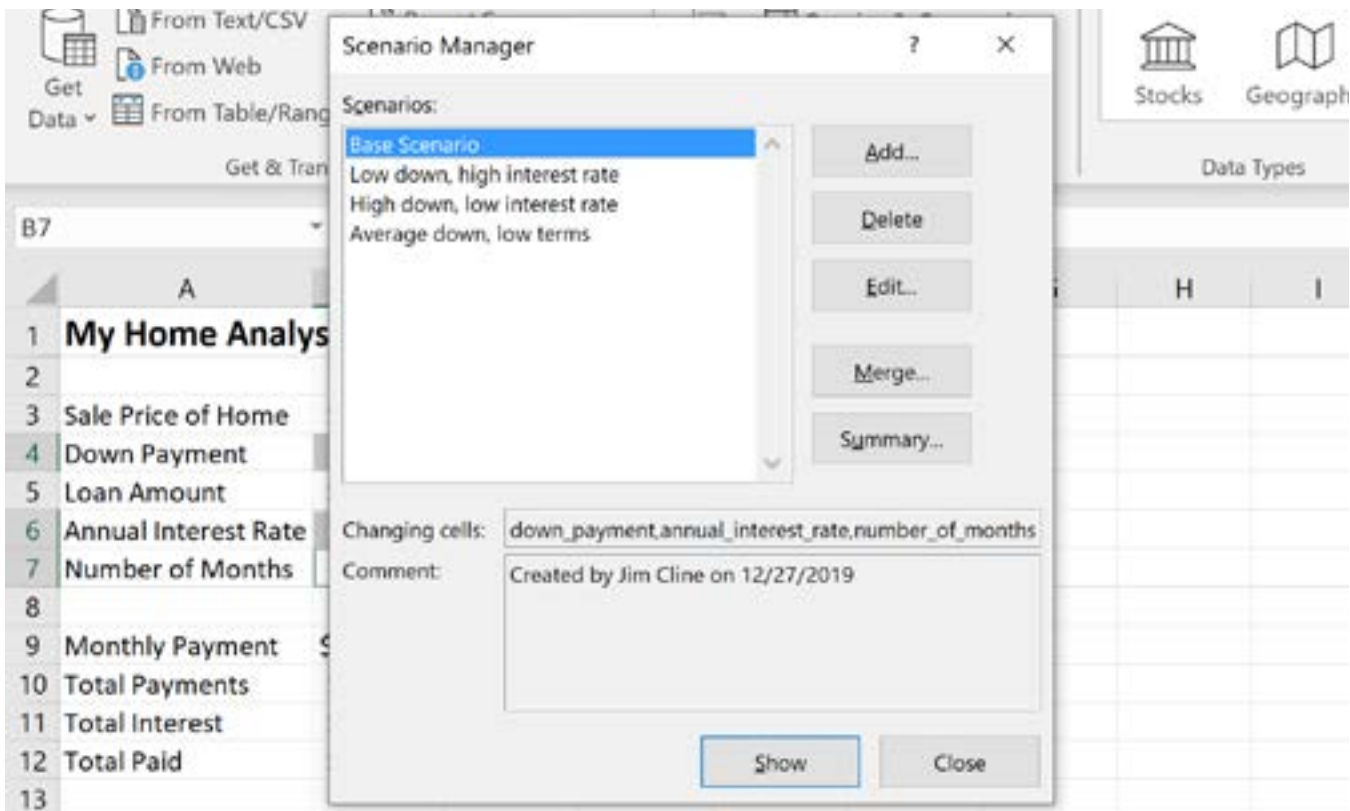 From Text/CSV
From Web
Get
Data
From Table/Rang
Get & Tran
Stocks
Geograph
Data Types
Scenario Manager
?
Scenarios:
Base Scenario
Low down, high interest rate
High down, low interest rate
Average down, low terms
Add...
Delete
Edit...
Merge...
Summary...
Changing cells: down_payment,annual_interest_rate,number_of_months
Comment: Created by Jim Cline on 12/27/2019
Show Close
B7
A H I
1 My Home Analys
2
3 Sale Price of Home
4 Down Payment
5 Loan Amount
6 Annual Interest Rate
7 Number of Months
8
9 Monthly Payment
10 Total Payments
11 Total Interest
12 Total Paid
13